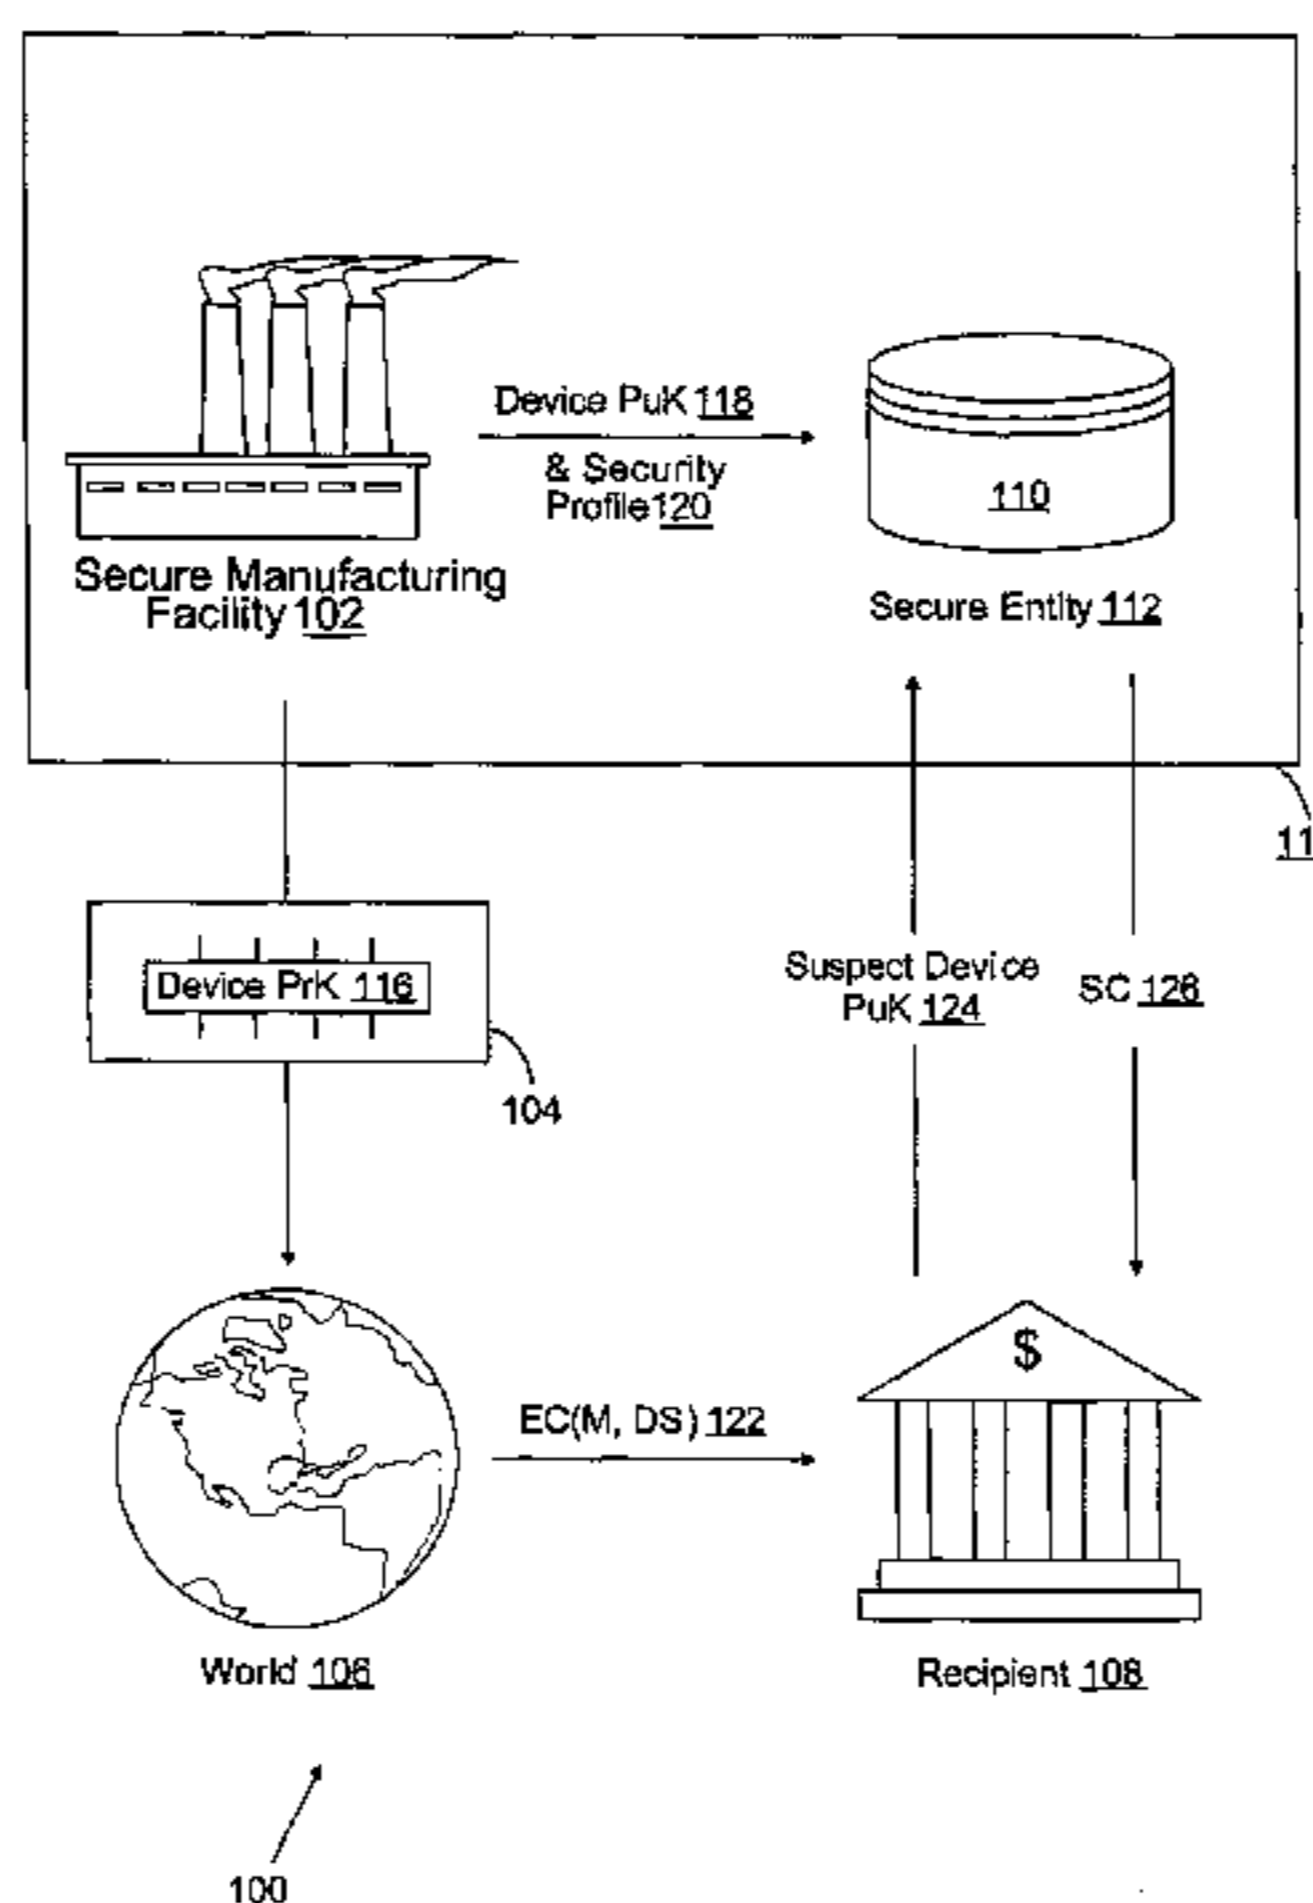 Device PuK 118
& Security
Profile 120
110
Secure Manufacturing
Facility 102
Secure Entity 112
11
Device PrK 116
Suspect Device
PuK 124
SC 126
104
$
EC(M, DS) 122
World 106
Recipient 108
100